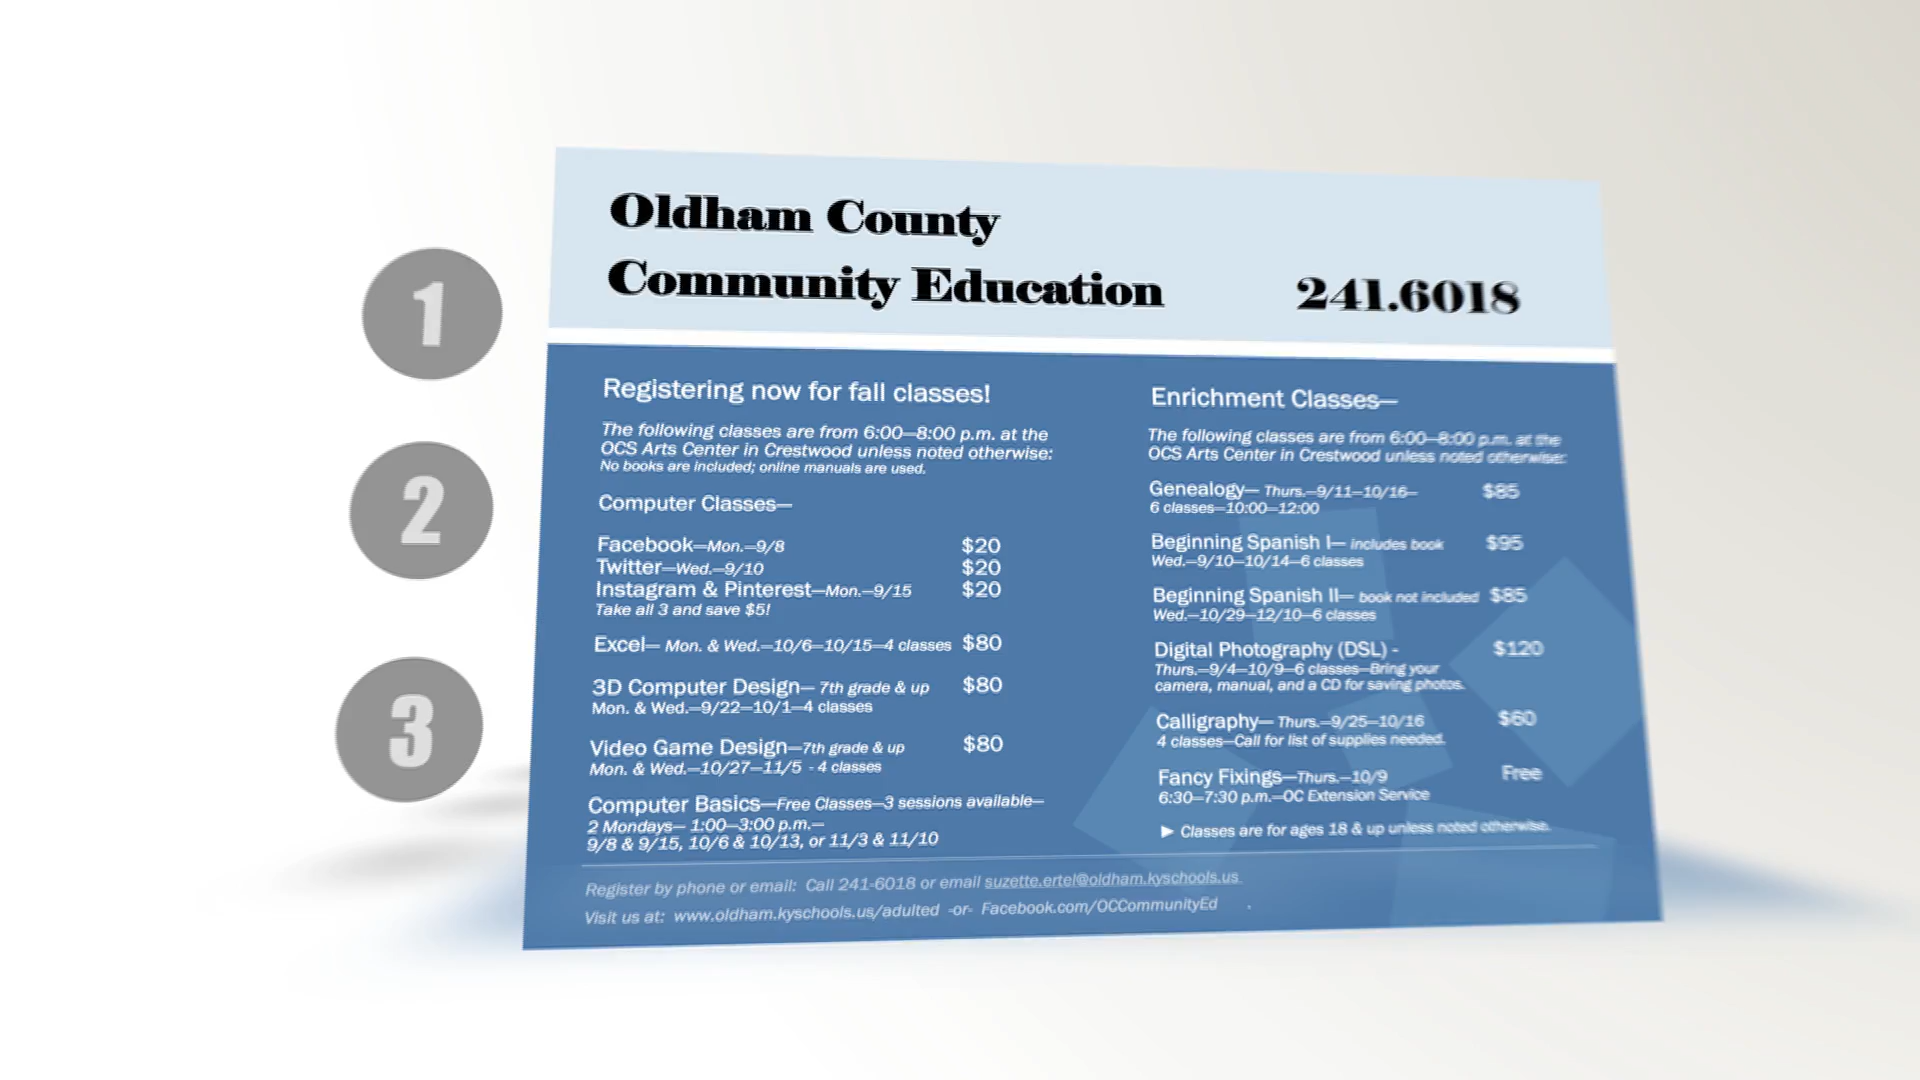 1
2
3
Oldham County
Community Education 241.6018
Registering now for fall classes!
The following classes are from 6:00—8:00 p.m. at the
OCS Arts Center in Crestwood unless noted otherwise:
No books are included; online manuals are used.
Computer Classes—
Facebook—Mon.—9/8 $20
Twitter—Wed.—9/10 $20
Instagram & Pinterest—Mon.—9/15 $20
Take all 3 and save $5!
Excel— Mon. & Wed.—10/6—10/15—4 classes $80
3D Computer Design— 7th grade & up $80
Mon. & Wed.—9/22—10/1—4 classes
Video Game Design—7th grade & up $80
Mon. & Wed.—10/27—11/5 - 4 classes
Computer Basics—Free Classes—3 sessions available—
2 Mondays— 1:00—3:00 p.m.—
9/8 & 9/15, 10/6 & 10/13, or 11/3 & 11/10
Enrichment Classes—
The following classes are from 6:00—8:00 p.m. at the
OCS Arts Center in Crestwood unless noted otherwise:
Genealogy— Thurs.—9/11—10/16— $85
6 classes—10:00—12:00
Beginning Spanish I— includes book $95
Wed.—9/10—10/14—6 classes
Beginning Spanish II— book not included $85
Wed.—10/29—12/10—6 classes
Digital Photography (DSL) - $120
Thurs.—9/4—10/9—6 classes—Bring your
camera, manual, and a CD for saving photos.
Calligraphy— Thurs.—9/25—10/16 $60
4 classes—Call for list of supplies needed.
Fancy Fixings—Thurs.—10/9 Free
6:30—7:30 p.m.—OC Extension Service
► Classes are for ages 18 & up unless noted otherwise.
Register by phone or email: Call 241-6018 or email suzette.ertel@oldham.kyschools.us
Visit us at: www.oldham.kyschools.us/adulted -or- Facebook.com/OCCommunityEd .